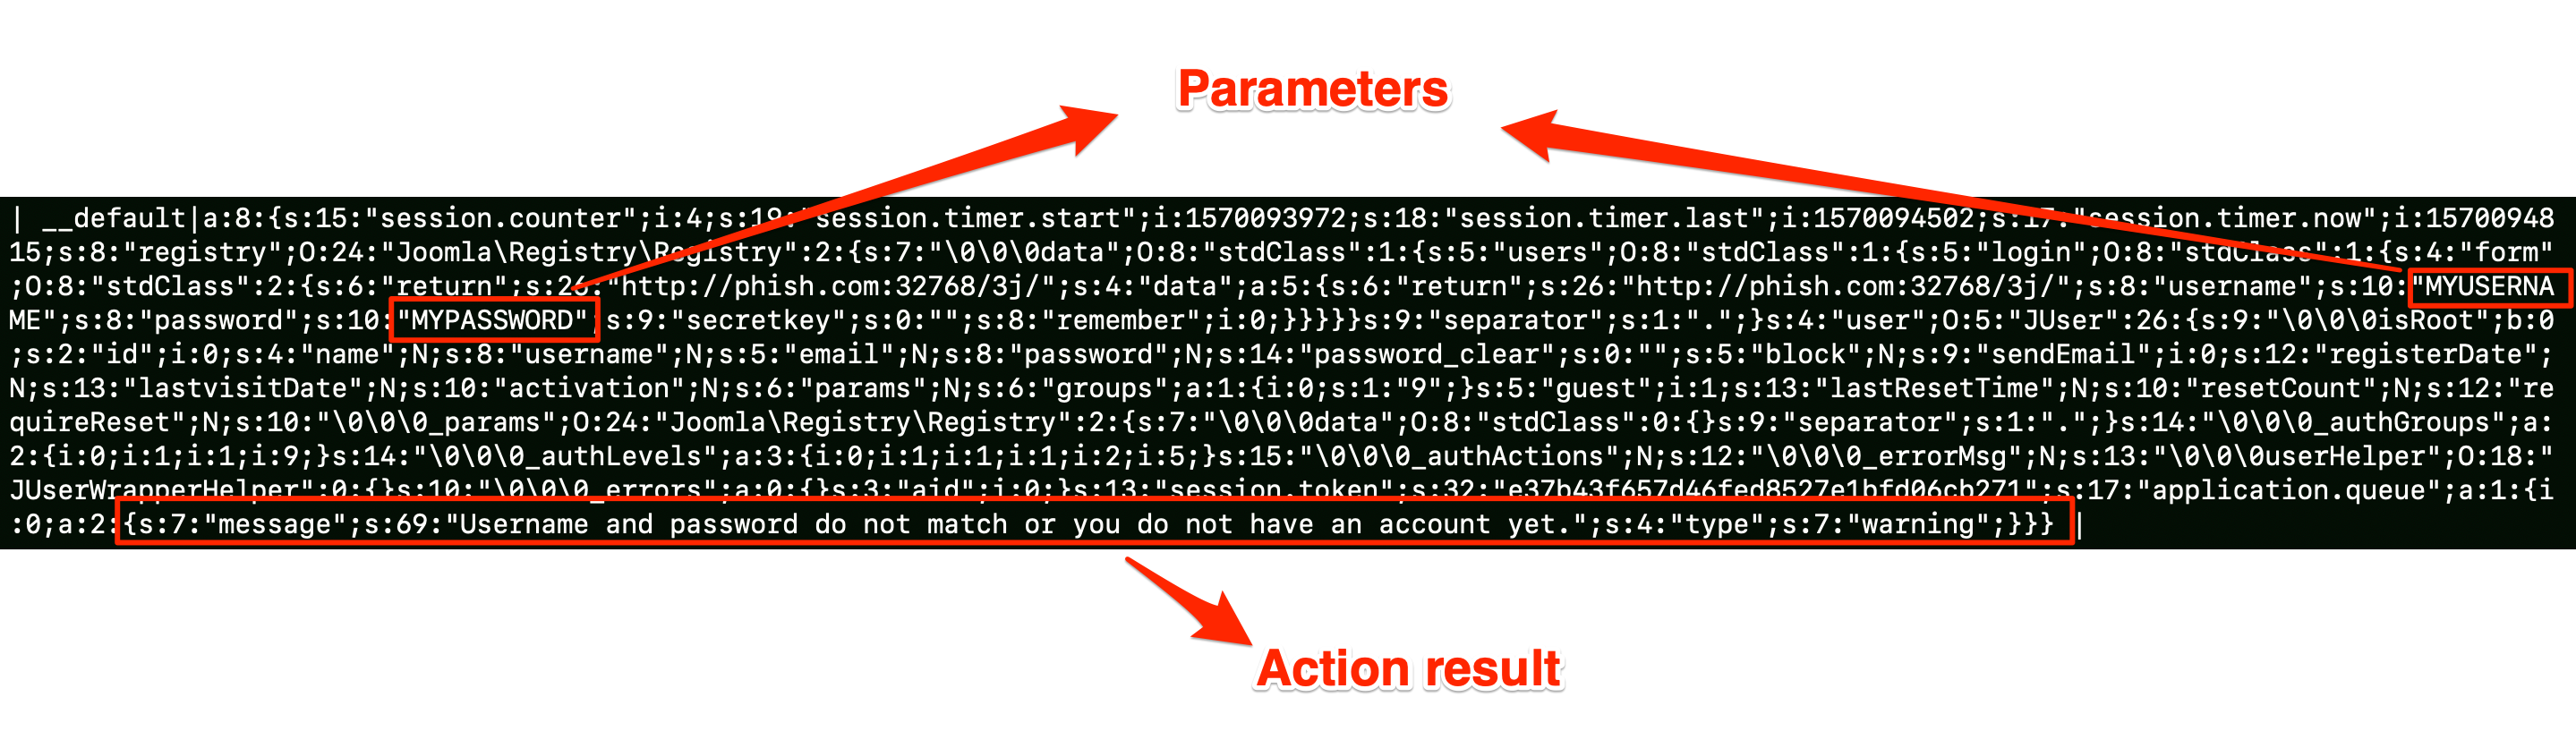 Parameters
| __default|a:8:{s:15:"session.counter";i:4;s:19:"session.timer.start";i:1570093972;s:18:"session.timer.last";i:1570094502;s:17:"session.timer.now";i:15700948
15;s:8:"registry";O:24:"Joomla\Registry\Registry":2:{s:7:"\0\0\0data";O:8:"stdClass":1:{s:5:"users";O:8:"stdClass":1:{s:5:"login";O:8:"stdClass":1:{s:4:"form"
;O:8:"stdClass":2:{s:6:"return";s:26:"http://phish.com:32768/3j/";s:4:"data";a:5:{s:6:"return";s:26:"http://phish.com:32768/3j/";s:8:"username";s:10:"MYUSERNA
ME";s:8:"password";s:10:"MYPASSWORD";s:9:"secretkey";s:0:"";s:8:"remember";i:0;}}}}}s:9:"separator";s:1:".";}s:4:"user";O:5:"JUser":26:{s:9:"\0\0\0isRoot";b:0
;s:2:"id";i:0;s:4:"name";N;s:8:"username";N;s:5:"email";N;s:8:"password";N;s:14:"password_clear";s:0:"";s:5:"block";N;s:9:"sendEmail";i:0;s:12:"registerDate";
N;s:13:"lastvisitDate";N;s:10:"activation";N;s:6:"params";N;s:6:"groups";a:1:{i:0;s:1:"9";}s:5:"guest";i:1;s:13:"lastResetTime";N;s:10:"resetCount";N;s:12:"re
quireReset";N;s:10:"\0\0\0_params";O:24:"Joomla\Registry\Registry":2:{s:7:"\0\0\0data";O:8:"stdClass":0:{}s:9:"separator";s:1:".";}s:14:"\0\0\0_authGroups";a:
2:{i:0;i:1;i:1;i:9;}s:14:"\0\0\0_authLevels";a:3:{i:0;i:1;i:1;i:1;i:2;i:5;}s:15:"\0\0\0_authActions";N;s:12:"\0\0\0_errorMsg";N;s:13:"\0\0\0userHelper";O:18:"
JUserWrapperHelper":0:{}s:10:"\0\0\0_errors";a:0:{}s:3:"aid";i:0;}s:13:"session.token";s:32:"e37b43f657d46fed8527e1bfd06cb271";s:17:"application.queue";a:1:{i
:0;a:2:{s:7:"message";s:69:"Username and password do not match or you do not have an account yet.";s:4:"type";s:7:"warning";}}} |
Action result